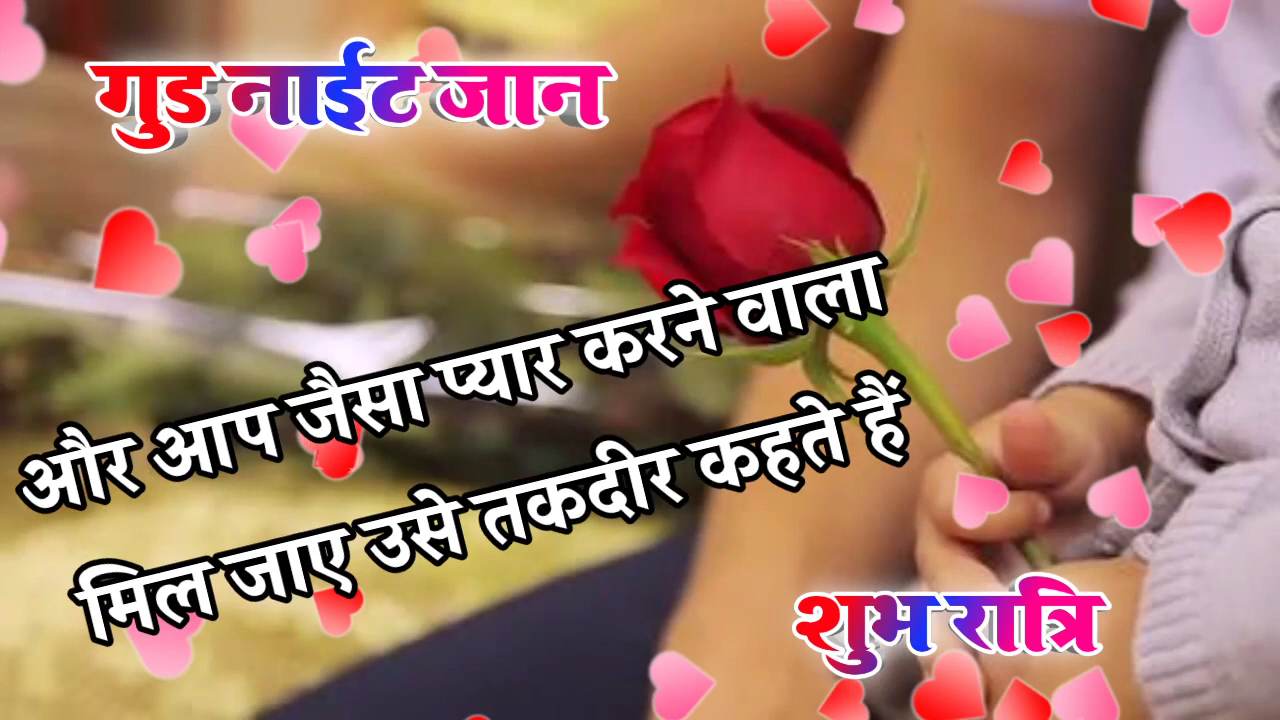 गुड नाईट जान
और आप जैसा प्यार करने वाला
मिल जाए उसे तकदीर कहते हैं
शुभ रात्रि